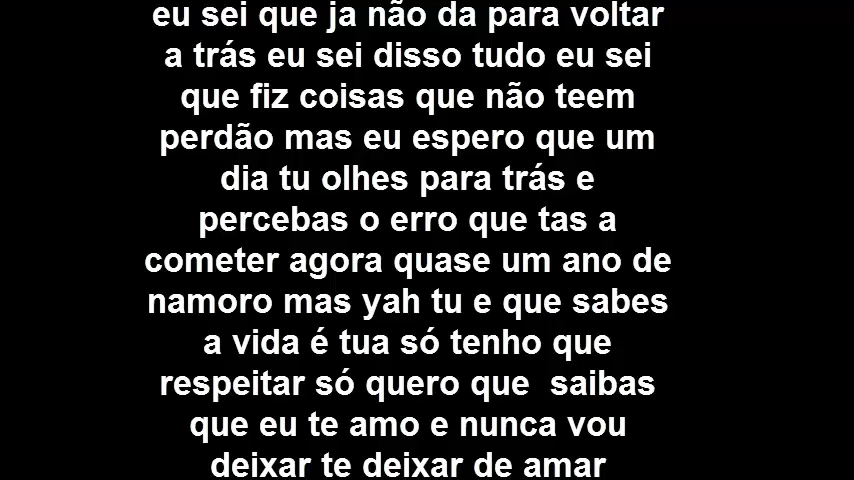 eu sei que ja não da para voltar
a trás eu sei disso tudo eu sei
que fiz coisas que não teem
perdão mas eu espero que um
dia tu olhes para trás e
percebas o erro que tas a
cometer agora quase um ano de
namoro mas yah tu e que sabes
a vida é tua só tenho que
respeitar só quero que  saibas
que eu te amo e nunca vou
deixar te deixar de amar